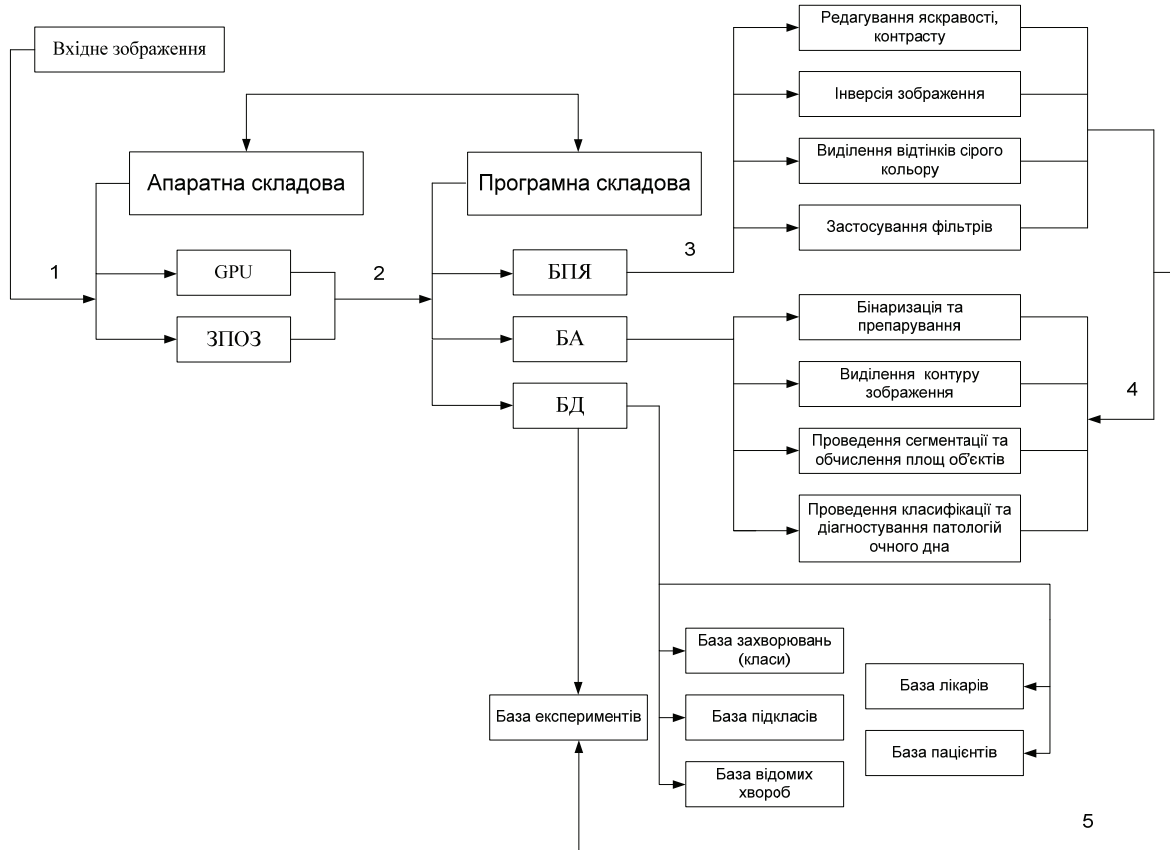 Вхідне зображення
Апаратна складова
Програмна складова
1
GPU
ЗПОЗ
2
БПЯ
БА
БД
3
Редагування яскравості,
контрасту
Інверсія зображення
Виділення відтінків сірого
кольору
Застосування фільтрів
Бінаризація та
препарування
Виділення контуру
зображення
Проведення сегментації та
обчислення площ об'єктів
Проведення класифікації та
діагностування патологій
очного дна
4
База експериментів
База захворювань
(класи)
База підкласів
База відомих
хвороб
База лікарів
База пацієнтів
5